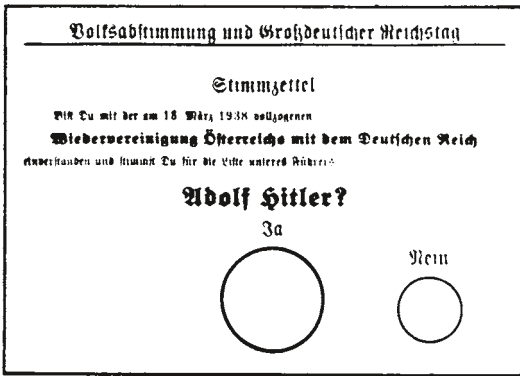 Volksabstimmung und Großdeutscher Reichstag
Stimmzettel
Bist Du mit der am 18 März 1938 vollzogenen
Wiedervereinigung Österreichs mit dem Deutschen Reich
einverstanden und stimmst Du für die Liste unseres Führers
Adolf Hitler?
Ja
Nein